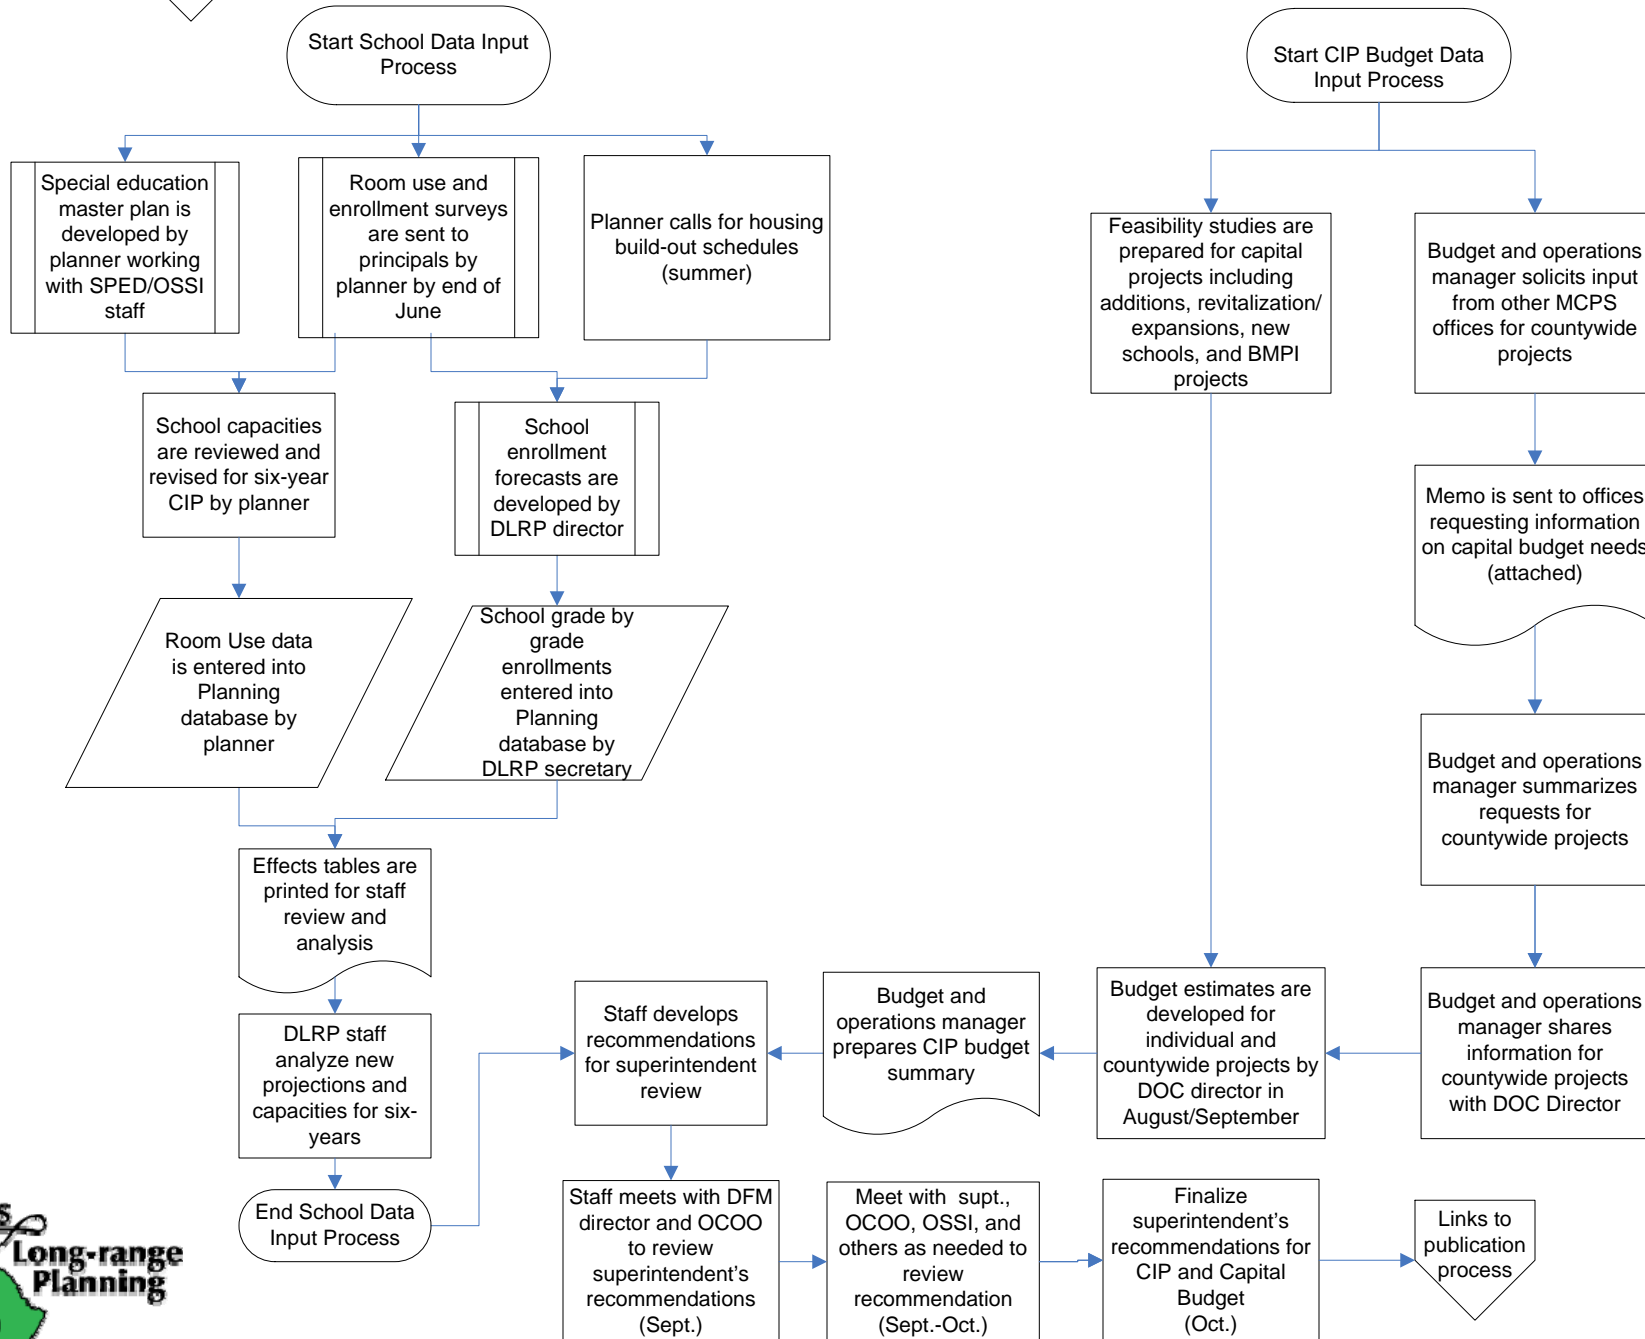 Start School Data Input
Process
Start CIP Budget Data
Input Process
Special education
master plan is
developed by
planner working
with SPED/OSSI
staff
Room use and
enrollment surveys
are sent to
principals by
planner by end of
June
Planner calls for housing
build-out schedules
(summer)
Feasibility studies are
prepared for capital
projects including
additions, revitalization/
expansions, new
schools, and BMPI
projects
Budget and operations
manager solicits input
from other MCPS
offices for countywide
projects
School capacities
are reviewed and
revised for six-year
CIP by planner
School
enrollment
forecasts are
developed by
DLRP director
Memo is sent to offices
requesting information
on capital budget needs
(attached)
Room Use data
is entered into
Planning
database by
planner
School grade by
grade
enrollments
entered into
Planning
database by
DLRP secretary
Budget and operations
manager summarizes
requests for
countywide projects
Effects tables are
printed for staff
review and
analysis
DLRP staff
analyze new
projections and
capacities for six-
years
End School Data
Input Process
Staff develops
recommendations
for superintendent
review
Budget and
operations manager
prepares CIP budget
summary
Budget estimates are
developed for
individual and
countywide projects by
DOC director in
August/September
Budget and operations
manager shares
information for
countywide projects
with DOC Director
Staff meets with DFM
director and OCOO
to review
superintendent's
recommendations
(Sept.)
Meet with  supt.,
OCOO, OSSI, and
others as needed to
review
recommendation
(Sept.-Oct.)
Finalize
superintendent's
recommendations for
CIP and Capital
Budget
(Oct.)
Links to
publication
process
Long-range
Planning